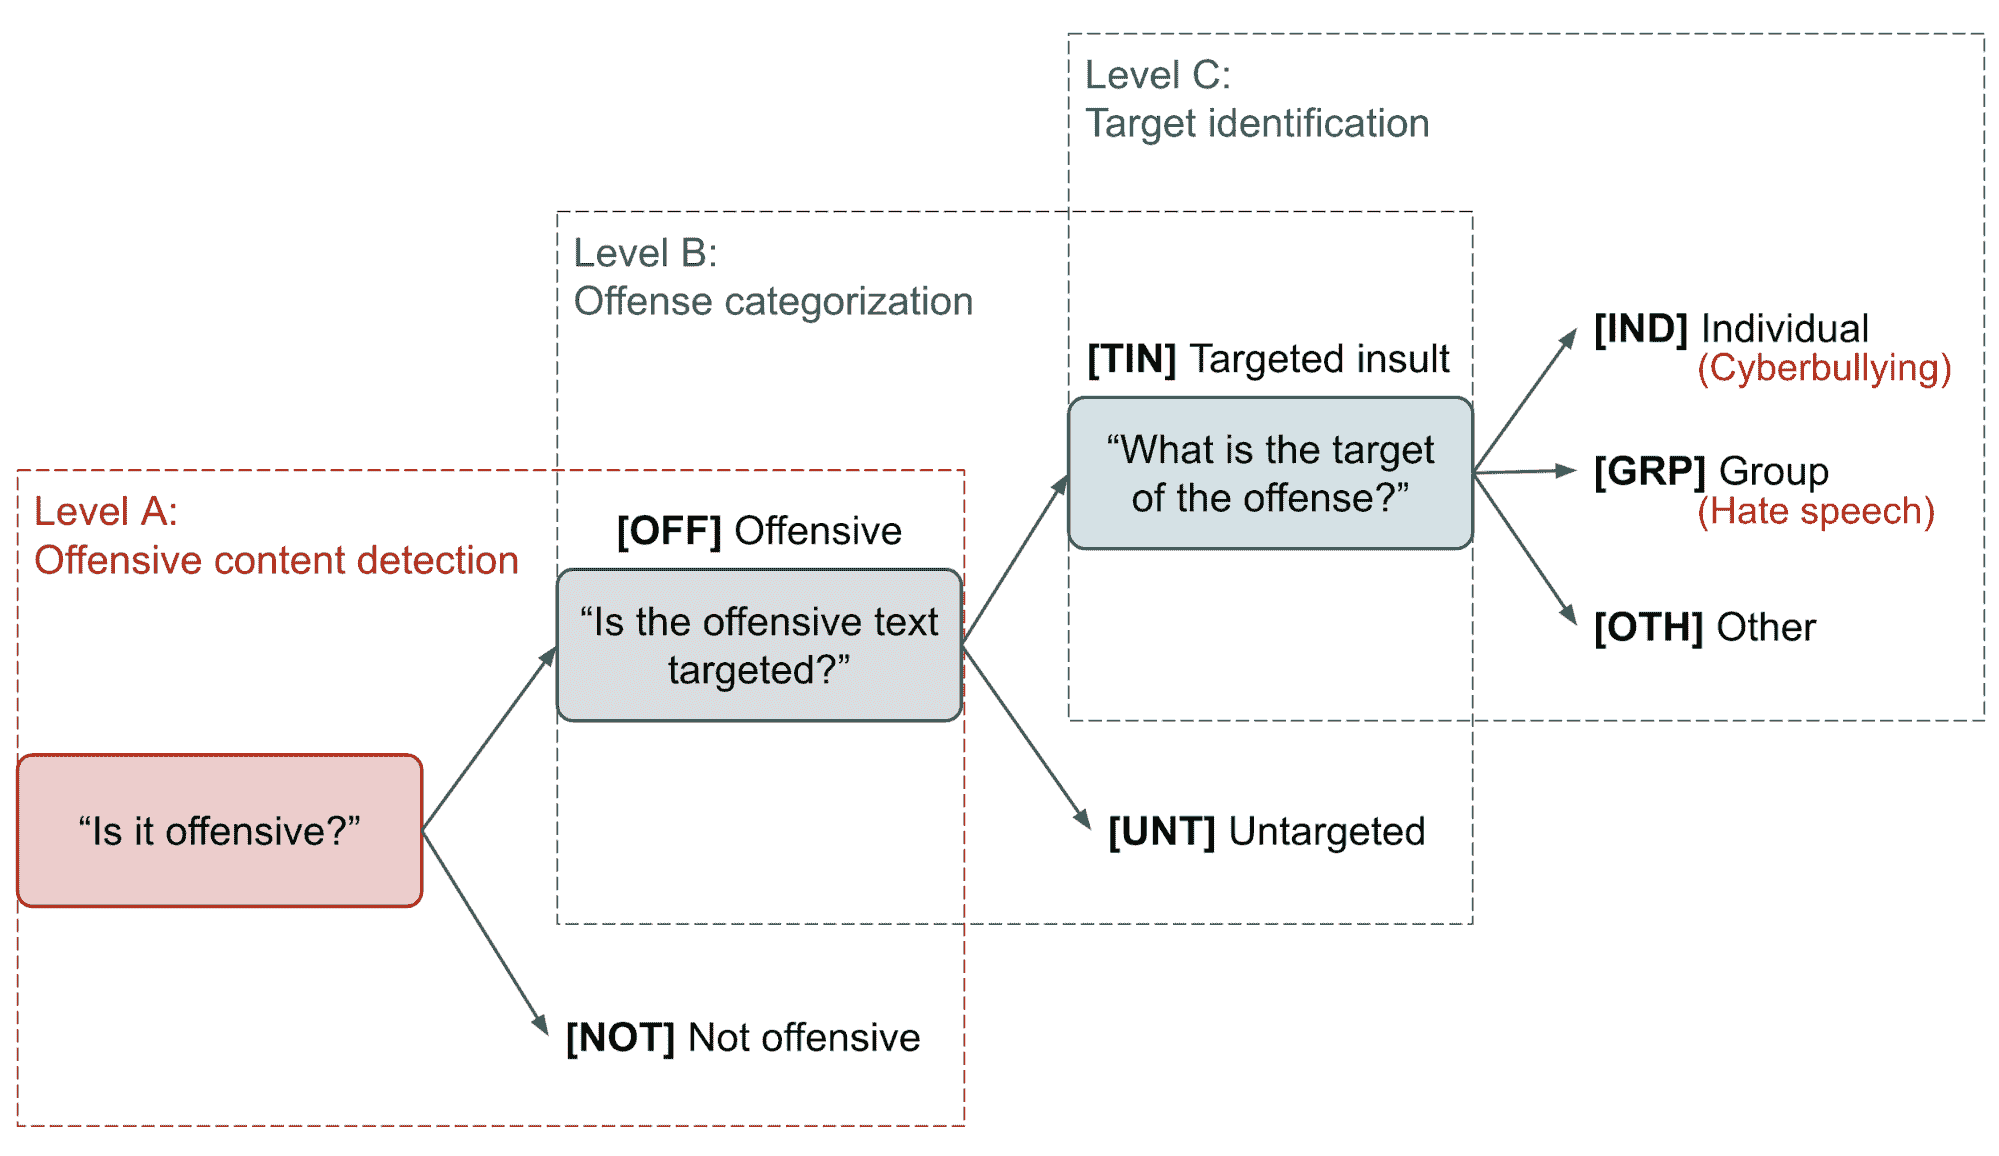 Level C:
Target identification
Level B:
Offense categorization
[TIN] Targeted insult
“What is the target
of the offense?”
[IND] Individual
(Cyberbullying)
[GRP] Group
(Hate speech)
[OTH] Other
Level A:
Offensive content detection
[OFF] Offensive
“Is the offensive text
targeted?”
[UNT] Untargeted
“Is it offensive?”
[NOT] Not offensive